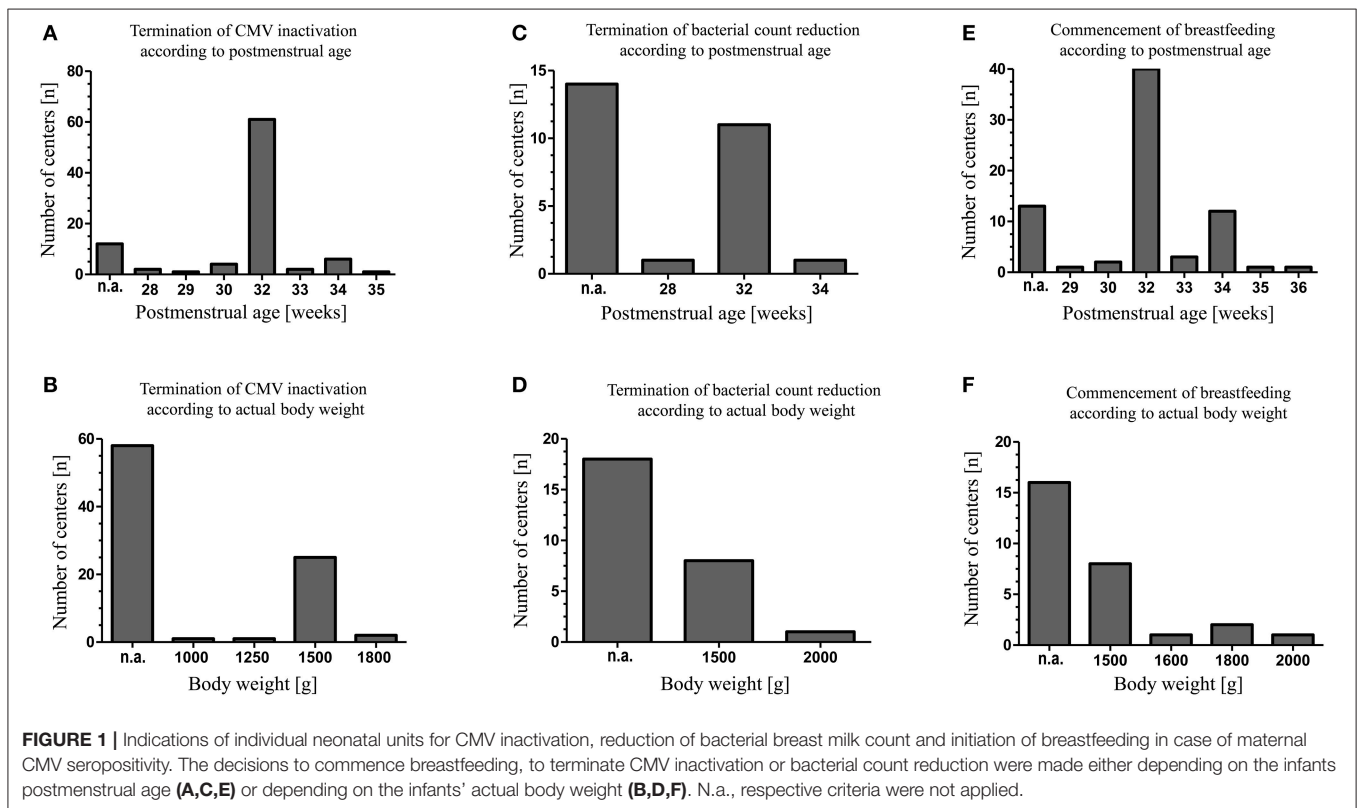 A
Termination of CMV inactivation
according to postmenstrual age
Number of centers [n]
80
60
40
20
0
n.a. 28 29 30 32 33 34 35
Postmenstrual age [weeks]
C
Termination of bacterial count reduction
according to postmenstrual age
Number of centers [n]
15
10
5
0
n.a. 28 32 34
Postmenstrual age [weeks]
E
Commencement of breastfeeding
according to postmenstrual age
Number of centers [n]
40
30
20
10
0
n.a. 29 30 32 33 34 35 36
Postmenstrual age [weeks]
B
Termination of CMV inactivation
according to actual body weight
Number of centers [n]
60
40
20
0
n.a. 1000 1250 1500 1800
Body weight [g]
D
Termination of bacterial count reduction
according to actual body weight
Number of centers [n]
20
15
10
5
0
n.a. 1500 2000
Body weight [g]
F
Commencement of breastfeeding
according to actual body weight
Number of centers [n]
20
15
10
5
0
n.a. 1500 1600 1800 2000
Body weight [g]
FIGURE 1 | Indications of individual neonatal units for CMV inactivation, reduction of bacterial breast milk count and initiation of breastfeeding in case of maternal
CMV seropositivity. The decisions to commence breastfeeding, to terminate CMV inactivation or bacterial count reduction were made either depending on the infants
postmenstrual age (A,C,E) or depending on the infants' actual body weight (B,D,F). N.a., respective criteria were not applied.